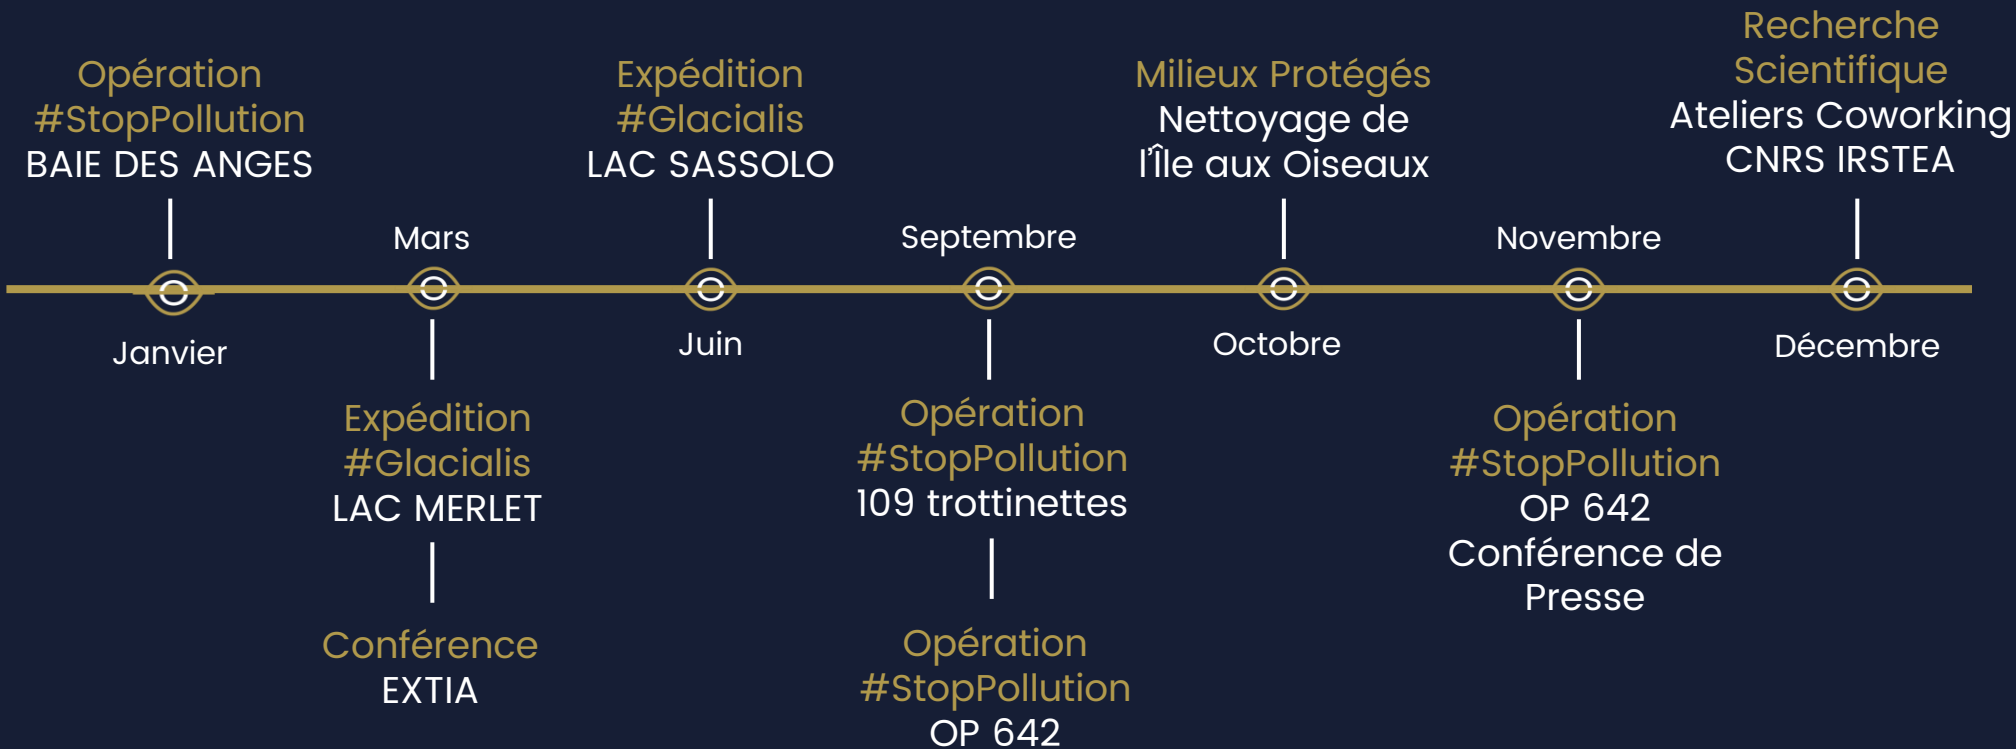 Opération
#StopPollution
BAIE DES ANGES
Janvier
Mars
Expédition
#Glacialis
LAC MERLET
Conférence
EXTIA
Expédition
#Glacialis
LAC SASSOLO
Juin
Septembre
Opération
#StopPollution
109 trottinettes
Opération
#StopPollution
OP 642
Milieux Protégés
Nettoyage de
l'Île aux Oiseaux
Octobre
Novembre
Opération
#StopPollution
OP 642
Conférence de
Presse
Recherche
Scientifique
Ateliers Coworking
CNRS IRSTEA
Décembre